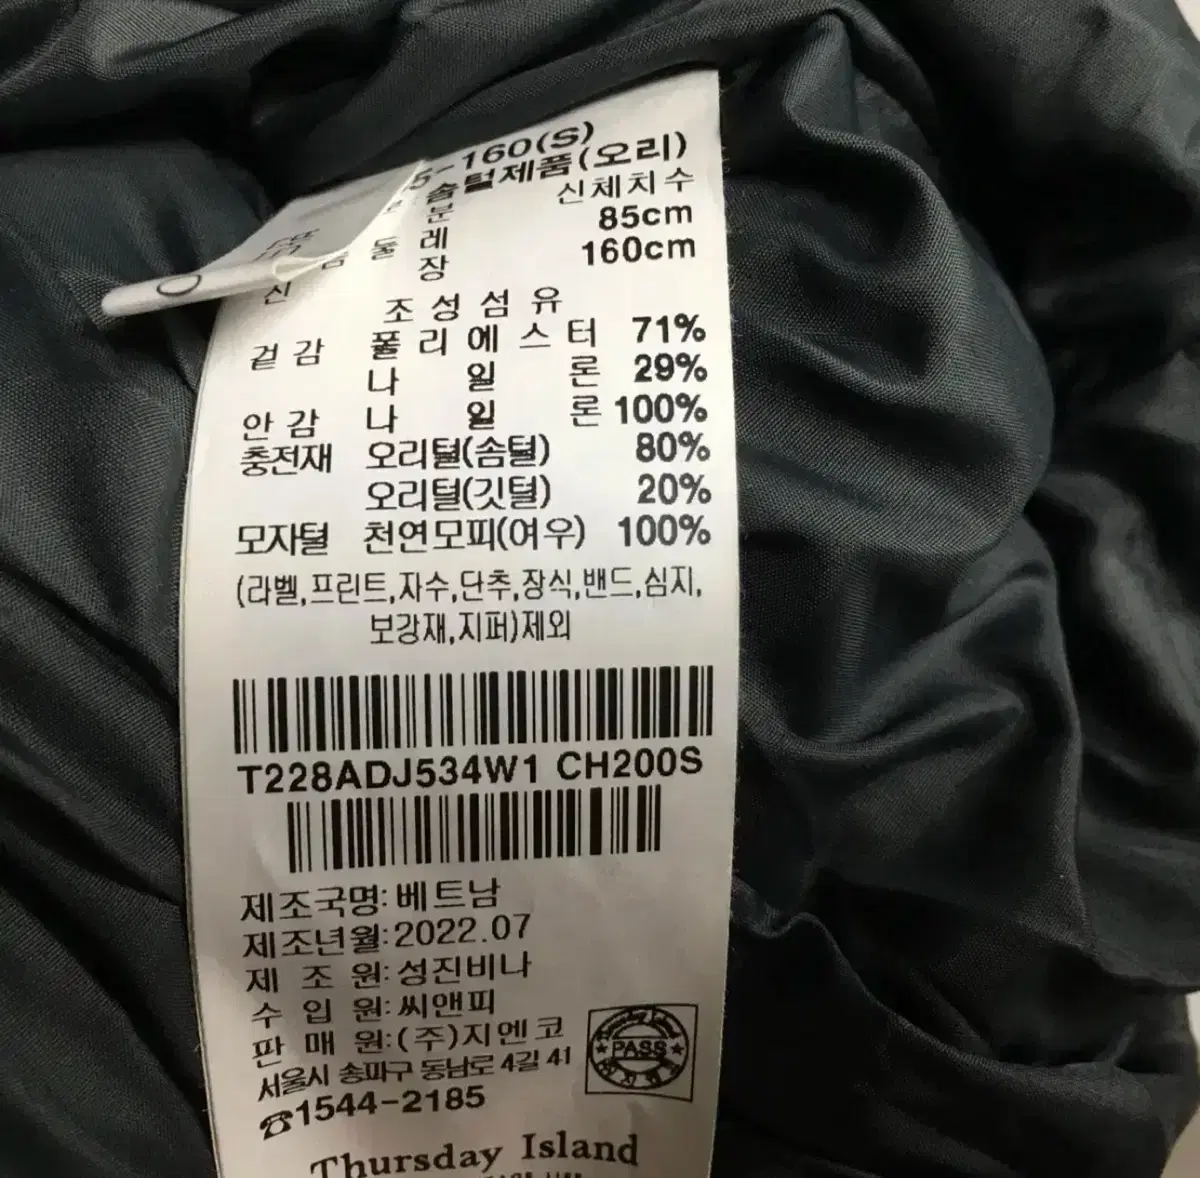 5-160(S)
솜털제품(오리)
분 신체치수
둘 레 85cm
신 장 160cm
조성섬유
겉감 폴리에스터 71%
나일론 29%
안감 나일론 100%
충전재 오리털(솜털) 80%
오리털(깃털) 20%
모자털 천연모피(여우) 100%
(라벨,프린트,자수,단추,장식,밴드,심지,
보강재,지퍼)제외
T228ADJ534W1 CH200S
제조국명:베트남
제조년월:2022.07
제 조 원:성진비나
수 입 원:씨앤피
판 매 원:(주)지엔코
서울시 송파구 동남로 4길 41
☎1544-2185
PASS
Thursday Island